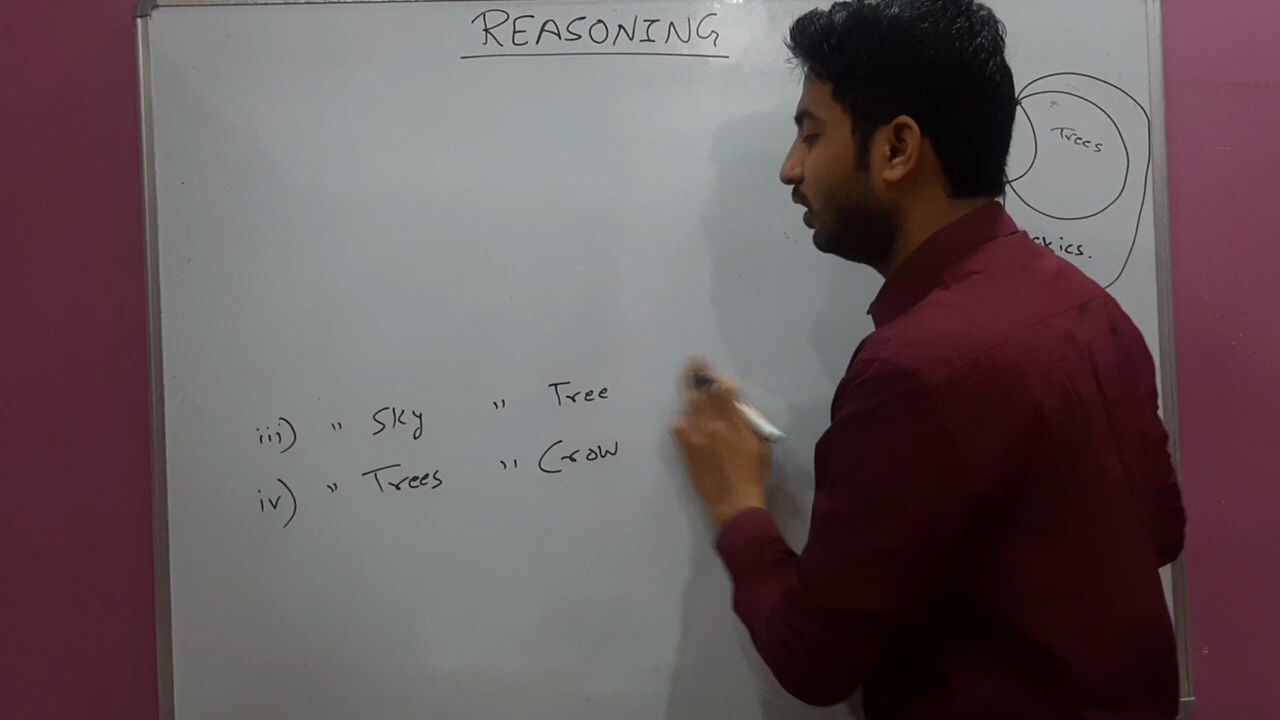 REASONING
Trees
iii) " Sky " Tree
iv) " Trees " Crow